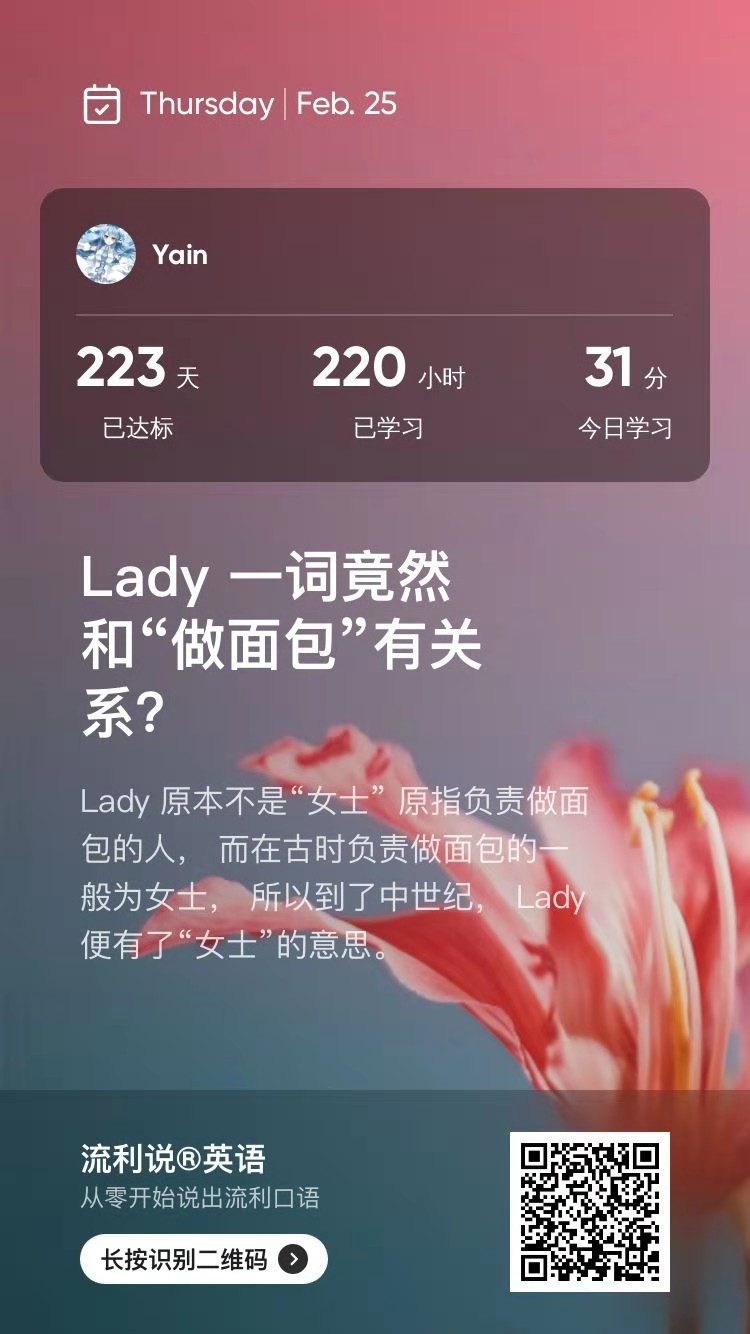 Thursday | Feb. 25
Yain
223 天
220 小时
31 分
已达标
已学习
今日学习
Lady 一词竟然
和“做面包”有关
系?
Lady 原本不是“女士” 原指负责做面
包的人， 而在古时负责做面包的一
般为女士， 所以到了中世纪， Lady
便有了“女士”的意思。
流利说®英语
从零开始说出流利口语
长按识别二维码